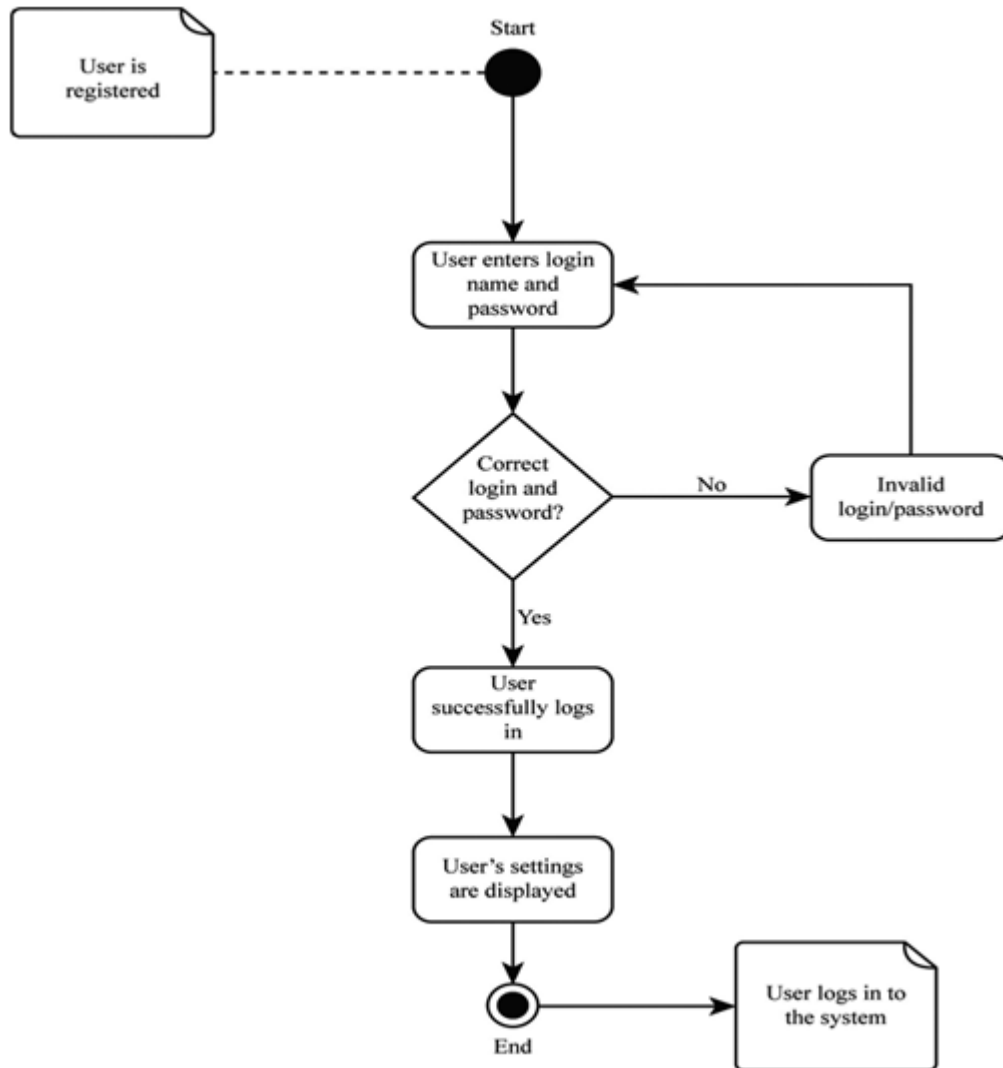 Start
User is
registered
User enters login
name and
password
Correct
login and
password?
No
Invalid
login/password
Yes
User
successfully logs
in
User’s settings
are displayed
User logs in to
the system
End